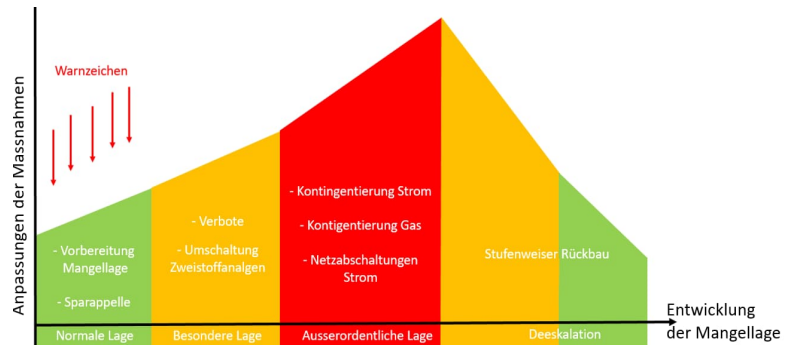 Anpassungen der Massnahmen
Warnzeichen
- Vorbereitung
Mangellage
- Sparappelle
Normale Lage
- Verbote
- Umschaltung
Zweistoffanalgen
Besondere Lage
- Kontingentierung Strom
- Kontigentierung Gas
- Netzabschaltungen
Strom
Ausserordentliche Lage
Stufenweiser Rückbau
Deeskalation
Entwicklung
der Mangellage